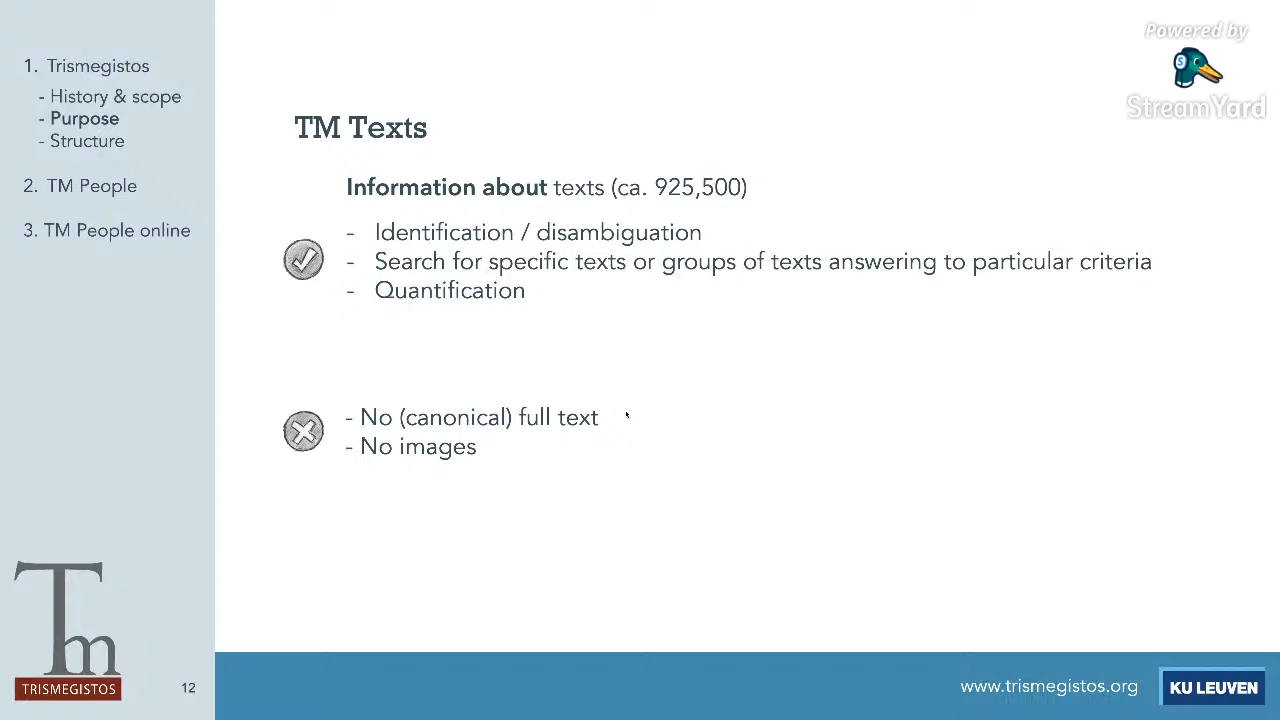 1. Trismegistos
- History & scope
- Purpose
- Structure
2. TM People
3. TM People online
TM Texts
Information about texts (ca. 925,500)
- Identification / disambiguation
- Search for specific texts or groups of texts answering to particular criteria
- Quantification
- No (canonical) full text
- No images
Powered by
StreamYard
Tm
TRISMEGISTOS
12
www.trismegistos.org
KU LEUVEN